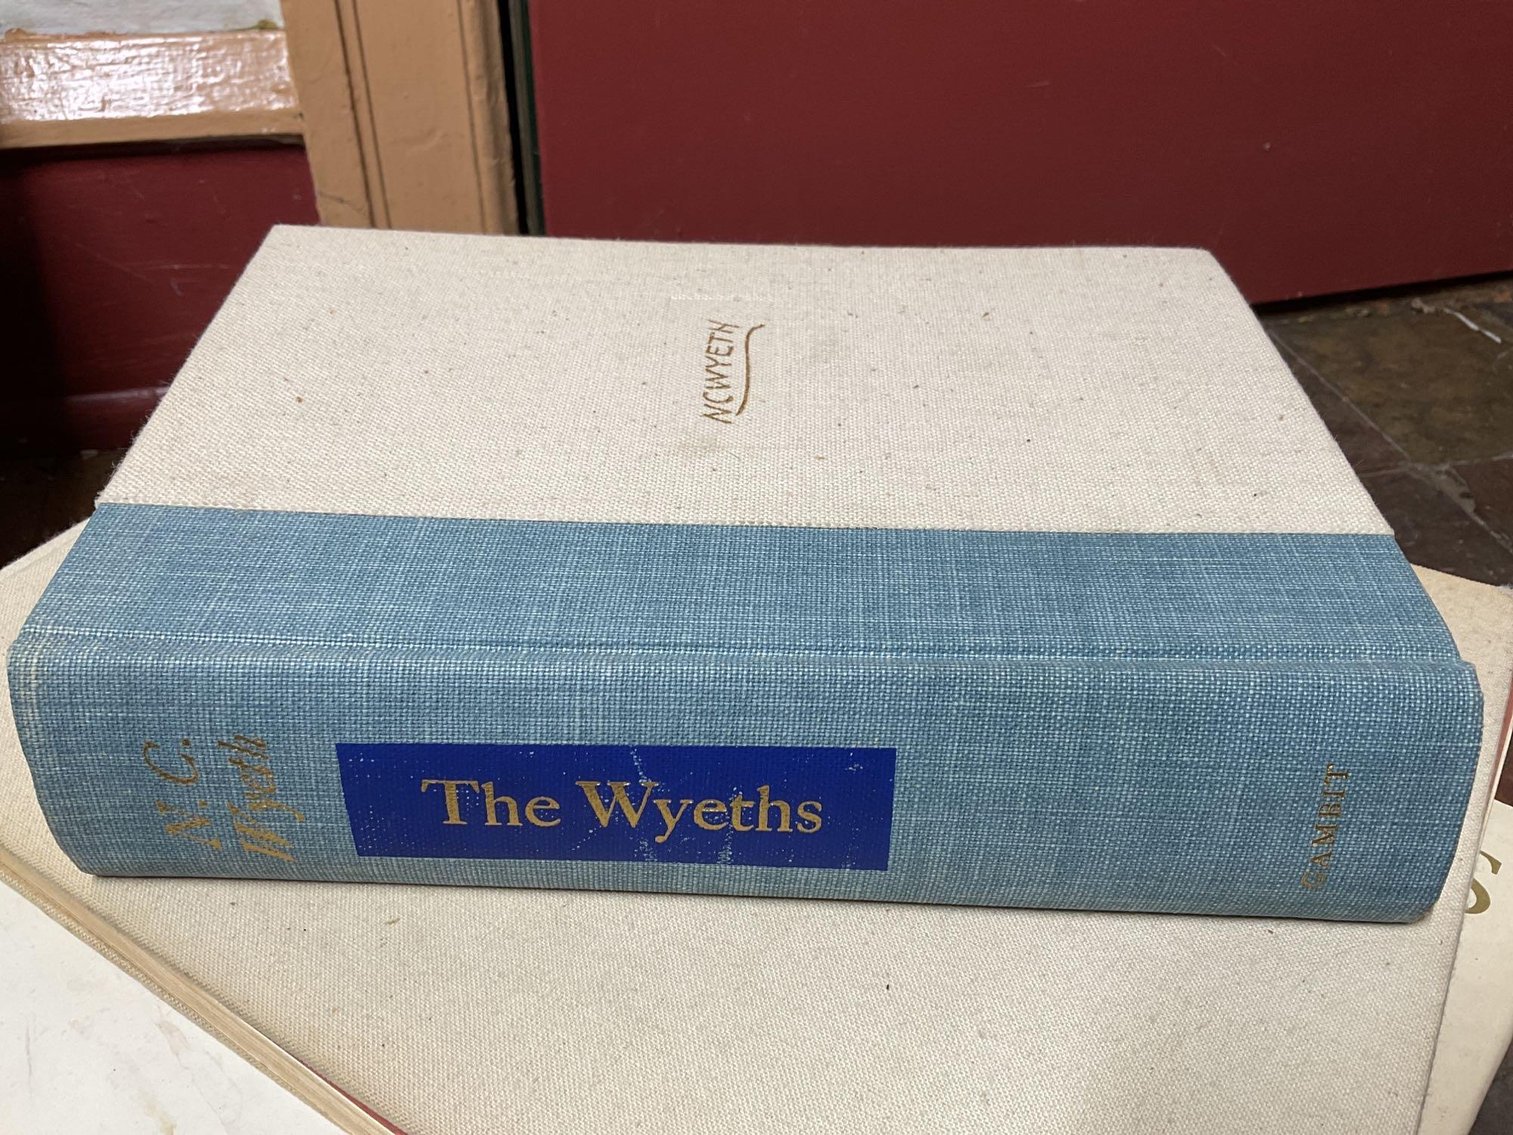 NCWYETH
N. C.
Wyeth
The Wyeths
GAMBIT